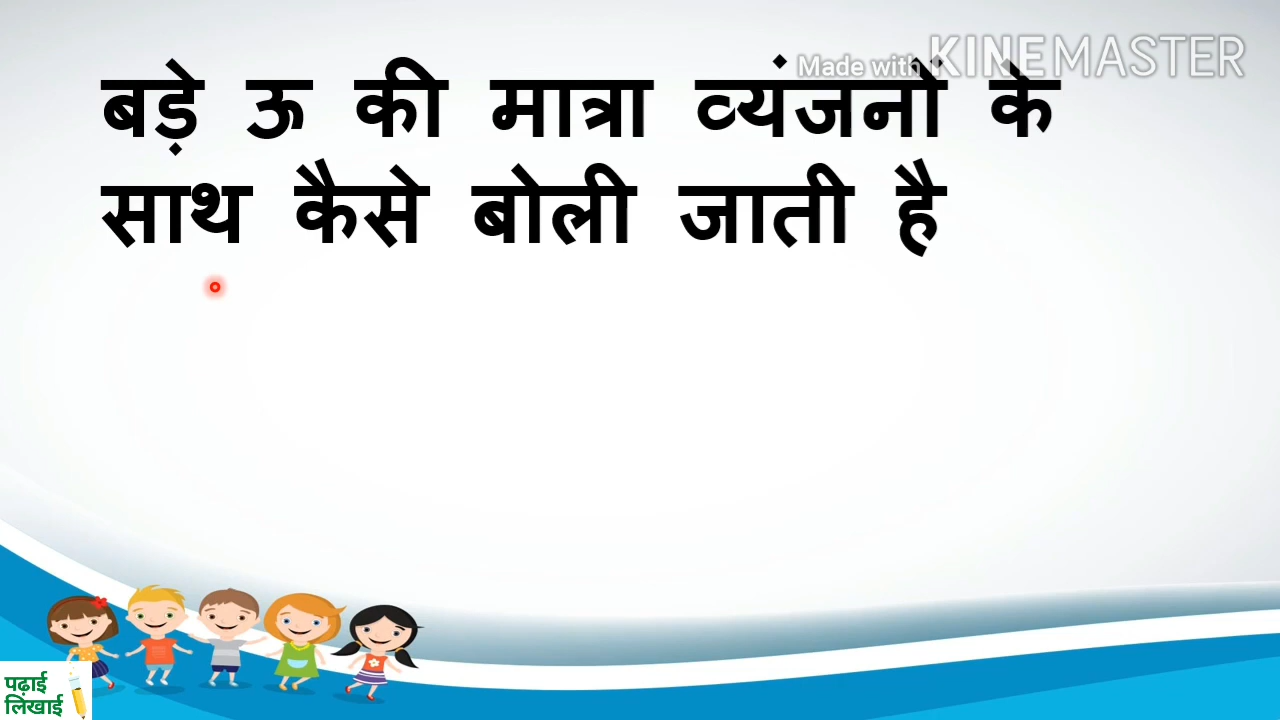 Made with KINEMASTER
बड़े ऊ की मात्रा व्यंजनों के
साथ कैसे बोली जाती है
पढ़ाई
लिखाई